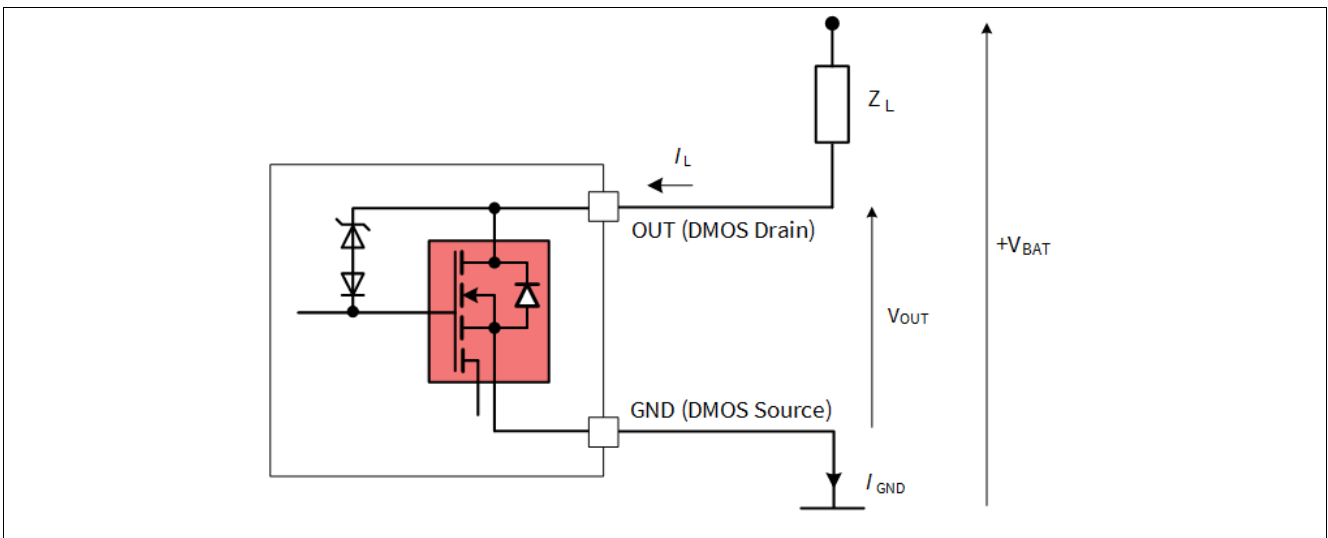 Z L
I L
OUT (DMOS Drain)
+VBAT
VOUT
GND (DMOS Source)
I GND